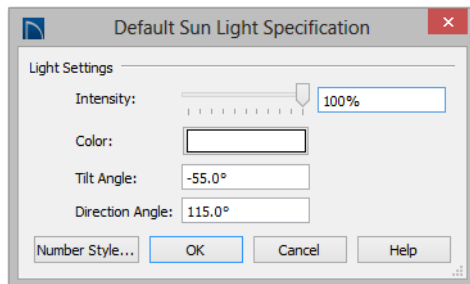 Default Sun Light Specification
Light Settings
Intensity: 100%
Color:
Tilt Angle: -55.0°
Direction Angle: 115.0°
Number Style... OK Cancel Help